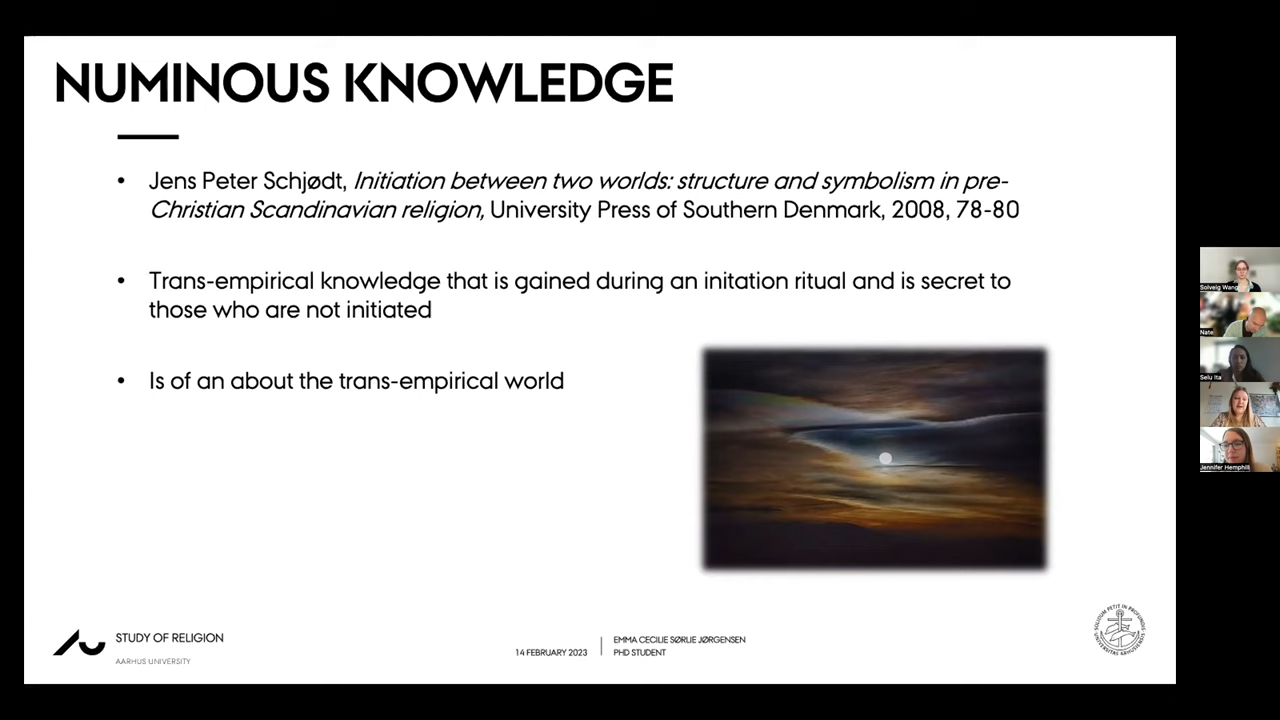 NUMINOUS KNOWLEDGE
• Jens Peter Schjødt, Initiation between two worlds: structure and symbolism in pre-
Christian Scandinavian religion, University Press of Southern Denmark, 2008, 78-80
• Trans-empirical knowledge that is gained during an initation ritual and is secret to
those who are not initiated
• Is of an about the trans-empirical world
STUDY OF RELIGION
AARHUS UNIVERSITY
14 FEBRUARY 2023
EMMA CECILIE SØRLIE JØRGENSEN
PHD STUDENT
Solveig Wang
Nate
Selu Ita
Jennifer Hemphill